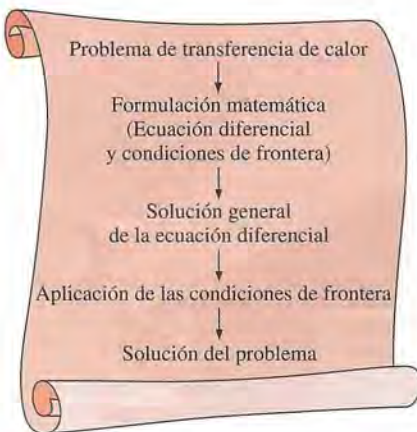 Problema de transferencia de calor
Formulación matemática
(Ecuación diferencial
y condiciones de frontera)
Solución general
de la ecuación diferencial
Aplicación de las condiciones de frontera
Solución del problema